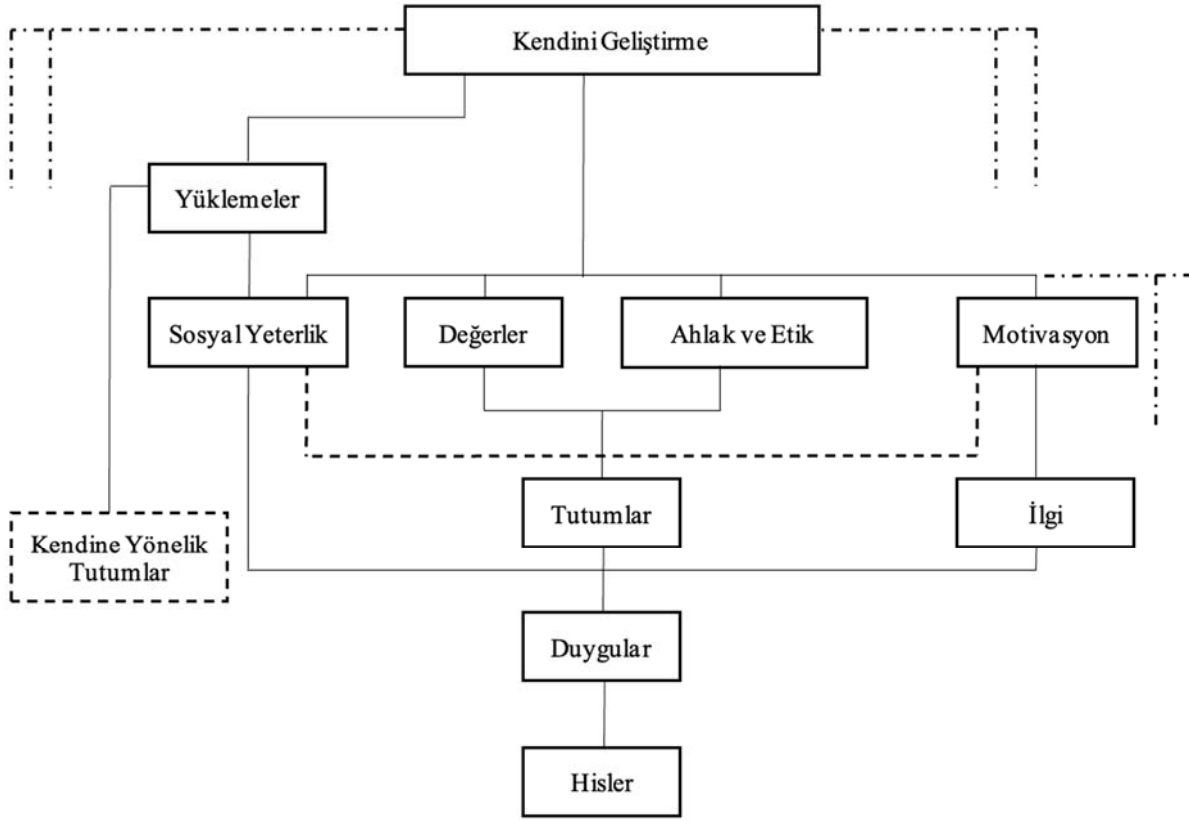 Kendini Geliştirme
Yüklemeler
Sosyal Yeterlik
Değerler
Ahlak ve Etik
Motivasyon
Tutumlar
İlgi
Kendine Yönelik
Tutumlar
Duygular
Hisler